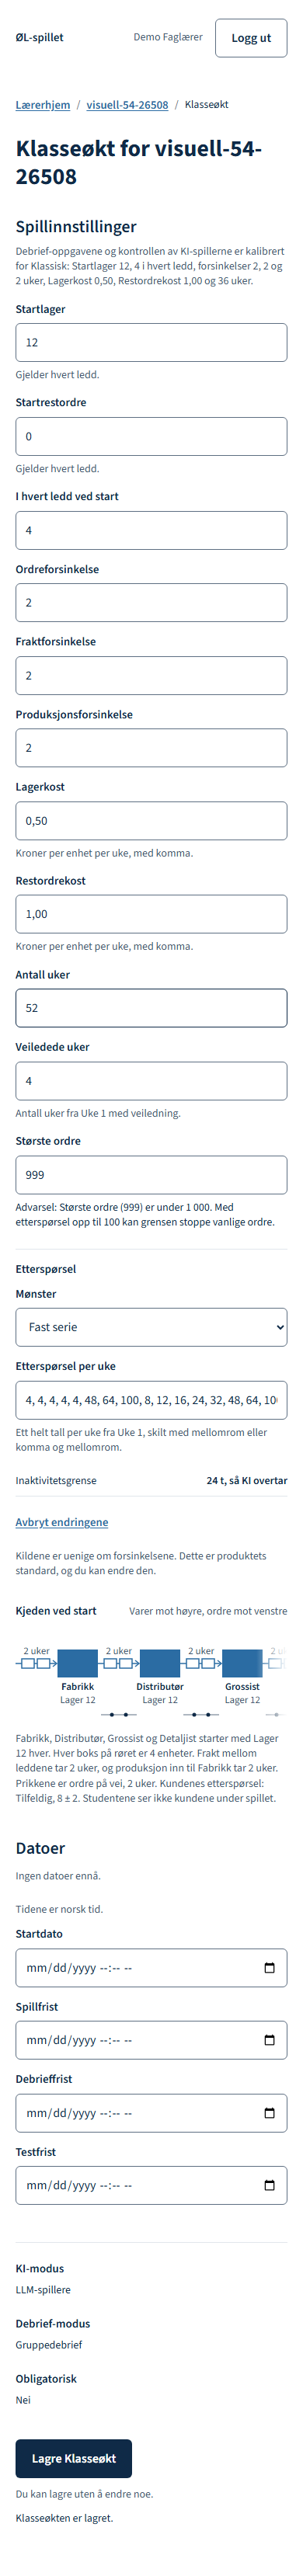 ØL-spillet
Demo Faglærer
Logg ut
Lærerhjem / visuell-54-26508 / Klasseøkt
Klasseøkt for visuell-54-
26508
Spillinnstillinger
Debrief-oppgavene og kontrollen av KI-spillerne er kalibrert
for Klassisk: Startlager 12, 4 i hvert ledd, forsinkelser 2, 2 og
2 uker, Lagerkost 0,50, Restordrekost 1,00 og 36 uker.
Startlager
12
Gjelder hvert ledd.
Startrestordre
0
Gjelder hvert ledd.
I hvert ledd ved start
4
Ordreforsinkelse
2
Fraktforsinkelse
2
Produksjonsforsinkelse
2
Lagerkost
0,50
Kroner per enhet per uke, med komma.
Restordrekost
1,00
Kroner per enhet per uke, med komma.
Antall uker
52
Veiledede uker
4
Antall uker fra Uke 1 med veiledning.
Største ordre
999
Advarsel: Største ordre (999) er under 1 000. Med
etterspørsel opp til 100 kan grensen stoppe vanlige ordre.
Etterspørsel
Mønster
Fast serie
Etterspørsel per uke
4, 4, 4, 4, 4, 48, 64, 100, 8, 12, 16, 24, 32, 48, 64, 10
Ett helt tall per uke fra Uke 1, skilt med mellomrom eller
komma og mellomrom.
Inaktivitetsgrense
24 t, så KI overtar
Avbryt endringene
Kildene er uenige om forsinkelsene. Dette er produktets
standard, og du kan endre den.
Kjeden ved start
Varer mot høyre, ordre mot venstre
2 uker
2 uker
2 uker
2 u
Fabrikk
Distributør
Grossist
Lager 12
Lager 12
Lager 12
Fabrikk, Distributør, Grossist og Detaljist starter med Lager
12 hver. Hver boks på røret er 4 enheter. Frakt mellom
leddene tar 2 uker, og produksjon inn til Fabrikk tar 2 uker.
Prikkene er ordre på vei, 2 uker. Kundenes etterspørsel:
Tilfeldig, 8 ± 2. Studentene ser ikke kundene under spillet.
Datoer
Ingen datoer ennå.
Tidene er norsk tid.
Startdato
mm/dd/yyyy --:-- --
Spillfrist
mm/dd/yyyy --:-- --
Debrieffrist
mm/dd/yyyy --:-- --
Testfrist
mm/dd/yyyy --:-- --
KI-modus
LLM-spillere
Debrief-modus
Gruppedebrief
Obligatorisk
Nei
Lagre Klasseøkt
Du kan lagre uten å endre noe.
Klasseøkten er lagret.